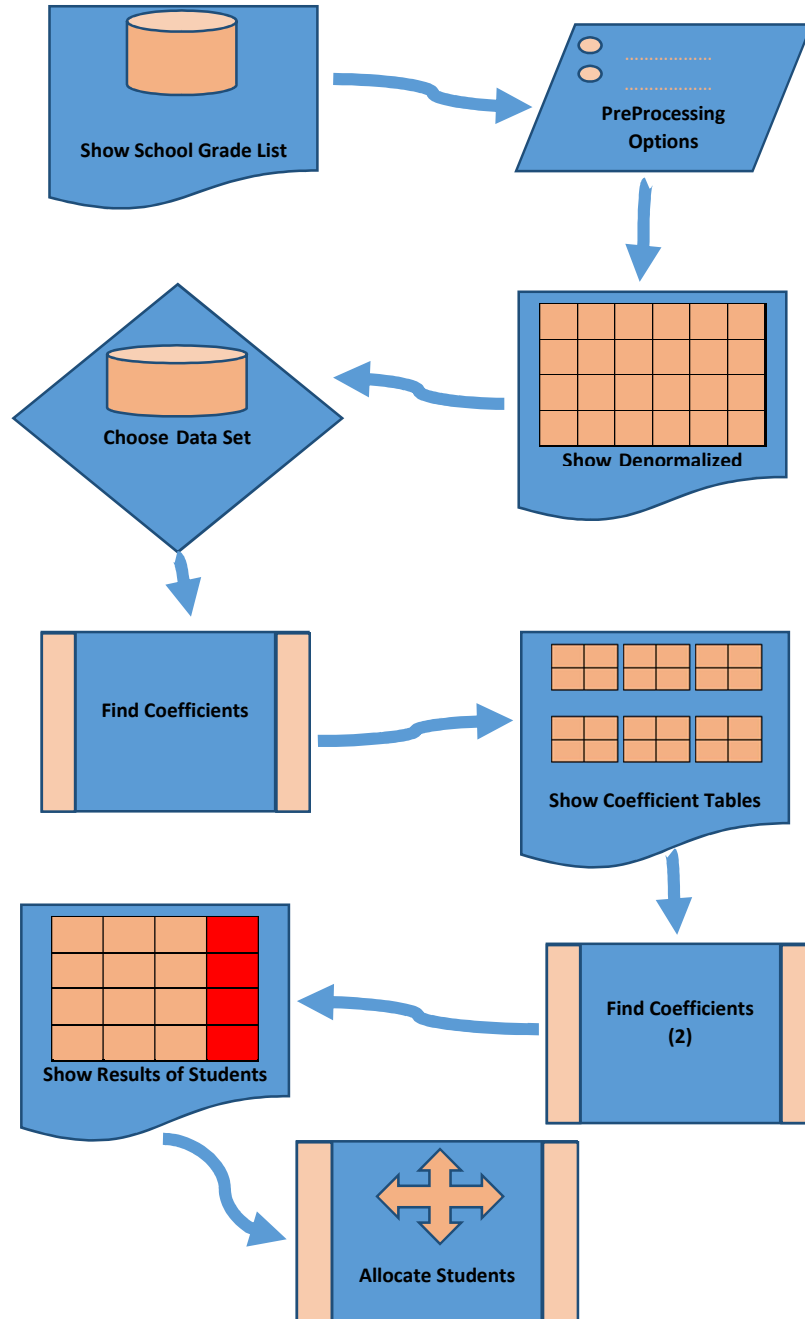 Show School Grade List
....................
....................
PreProcessing
Options
Show Denormalized
Choose Data Set
Find Coefficients
Show Coefficient Tables
Find Coefficients
(2)
Show Results of Students
Allocate Students